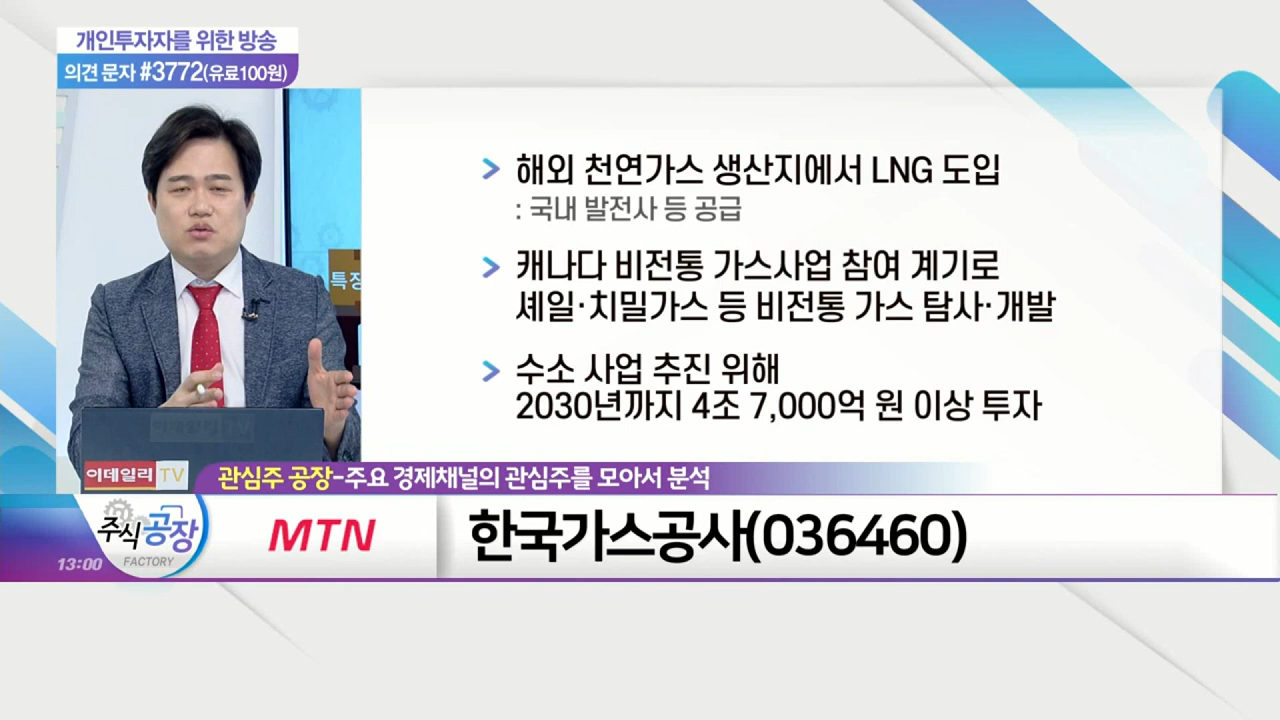 개인투자자를 위한 방송
의견 문자 #3772(유료100원)
> 해외 천연가스 생산지에서 LNG 도입
: 국내 발전사 등 공급
> 캐나다 비전통 가스사업 참여 계기로
셰일·치밀가스 등 비전통 가스 탐사·개발
> 수소 사업 추진 위해
2030년까지 4조 7,000억 원 이상 투자
특징
이데일리TV
이데일리 TV
관심주 공장-주요 경제채널의 관심주를 모아서 분석
주식공장
FACTORY
13:00
MTN
한국가스공사(036460)